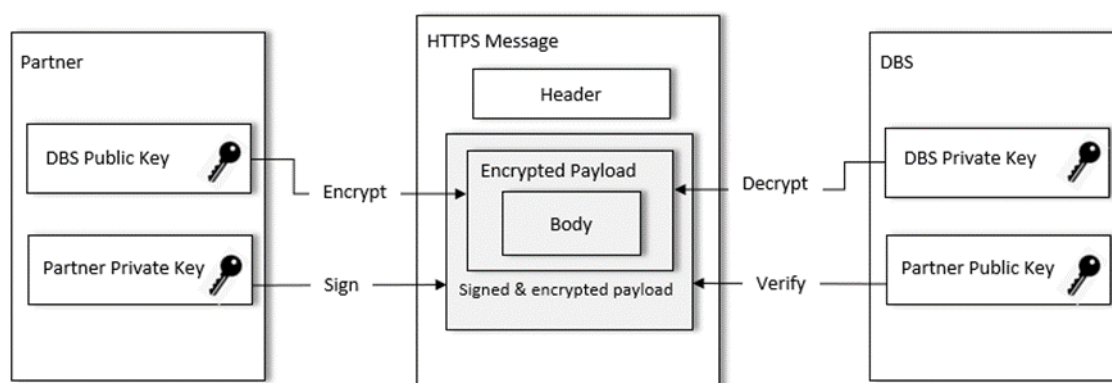 Partner
DBS Public Key
Partner Private Key
Encrypt
Sign
HTTPS Message
Header
Encrypted Payload
Body
Signed & encrypted payload
Decrypt
Verify
DBS
DBS Private Key
Partner Public Key